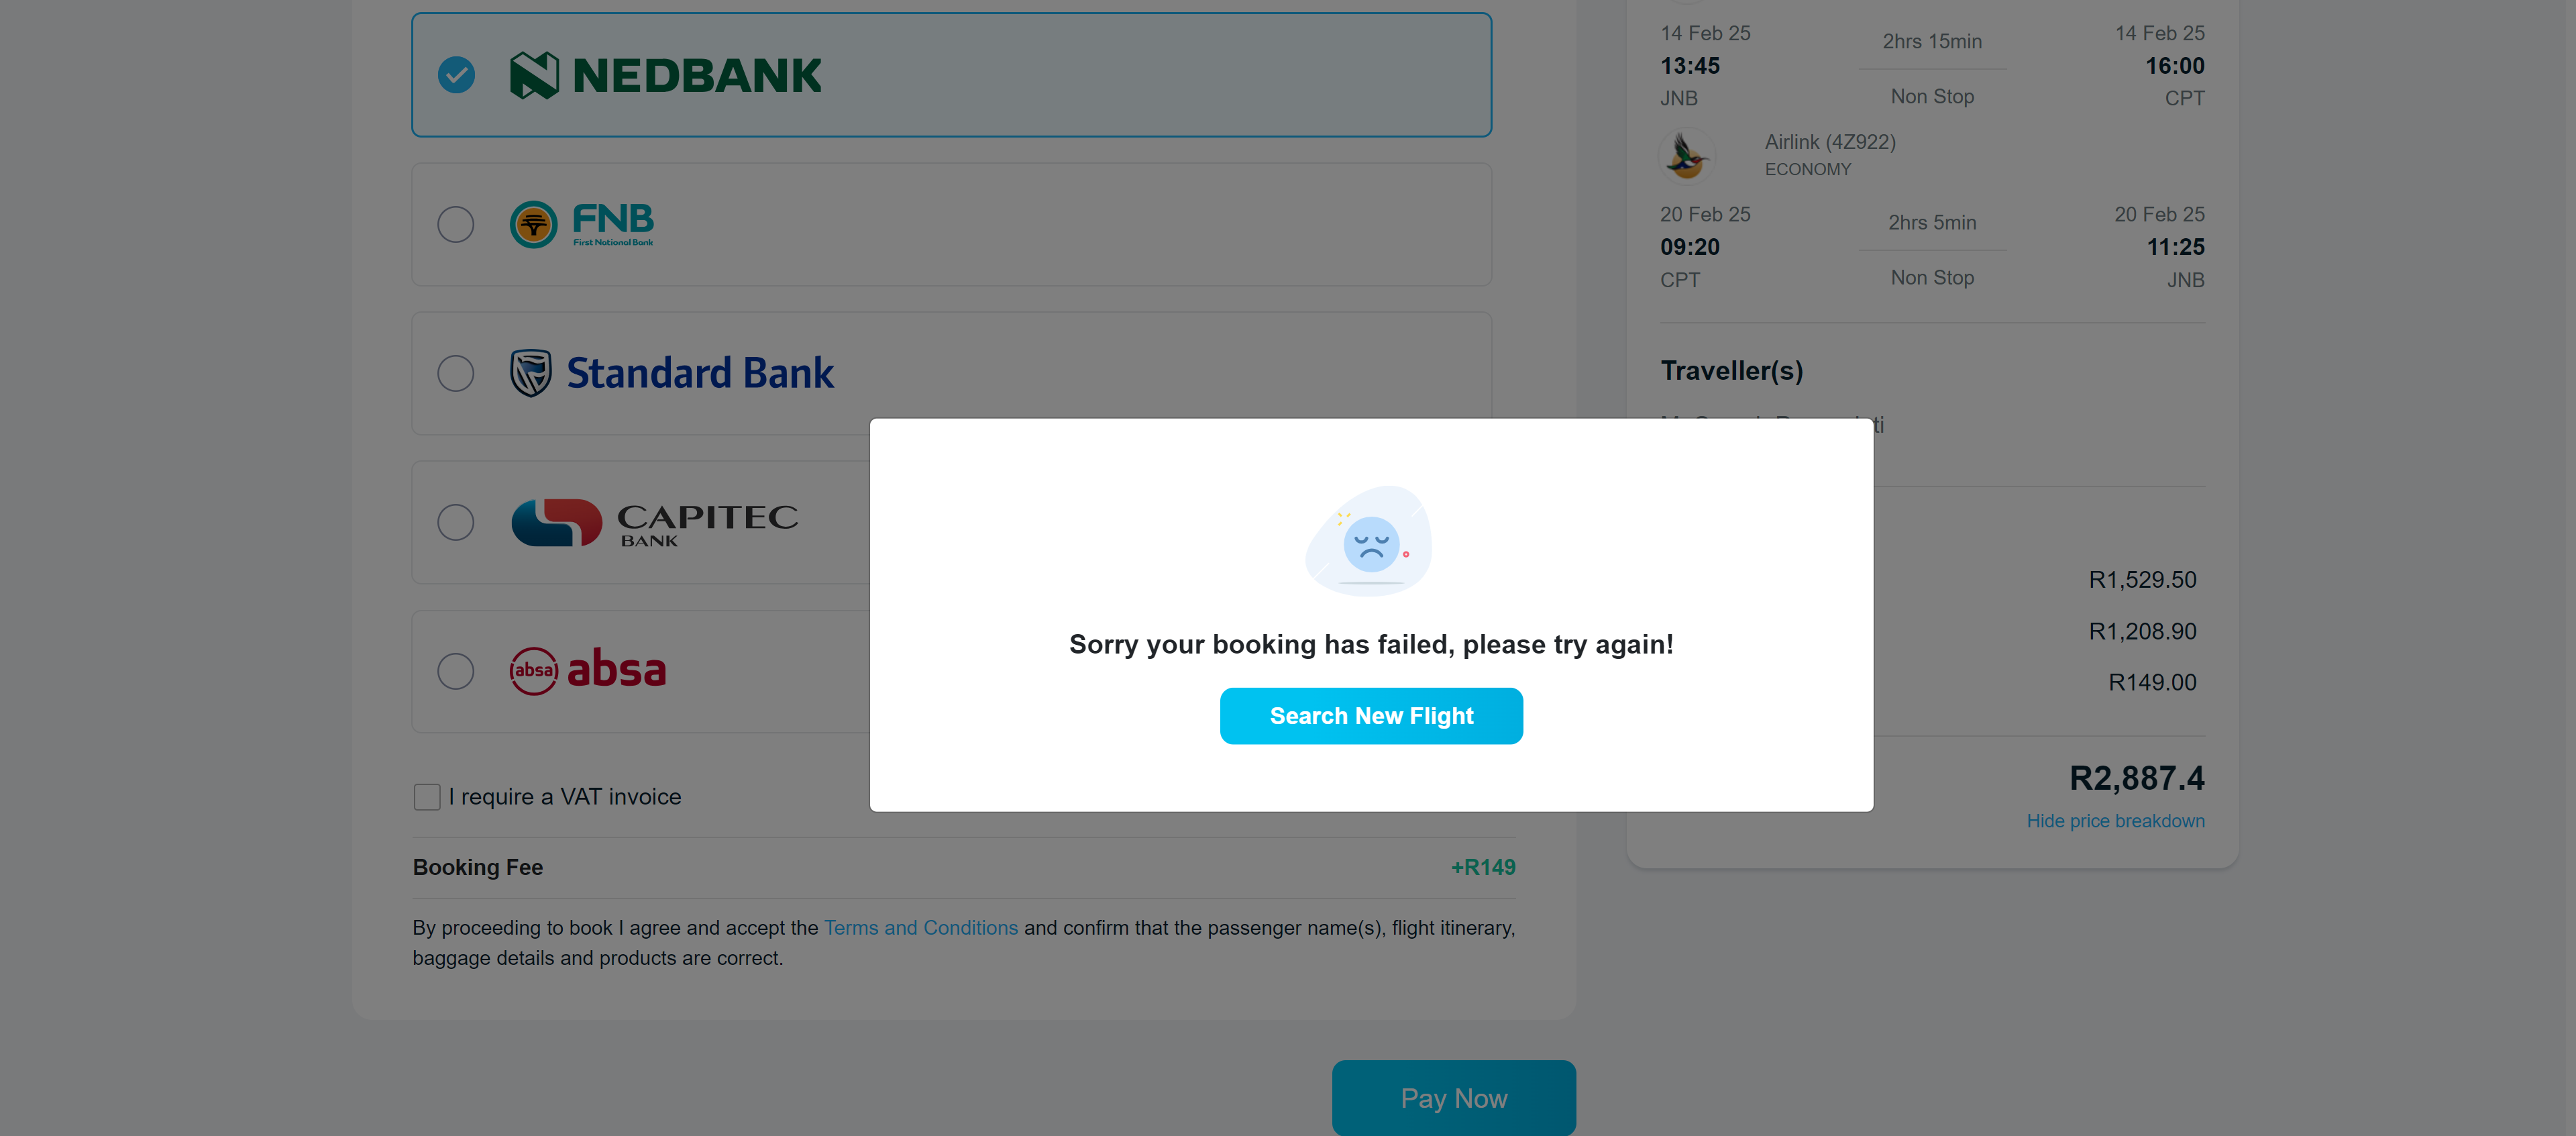 NEDBANK
FNB
First National Bank
Standard Bank
CAPITEC
BANK
absa absa
I require a VAT invoice
Booking Fee +R149
By proceeding to book I agree and accept the Terms and Conditions and confirm that the passenger name(s), flight itinerary,
baggage details and products are correct.
Pay Now
Sorry your booking has failed, please try again!
Search New Flight
14 Feb 25 2hrs 15min 14 Feb 25
13:45 16:00
JNB Non Stop CPT
Airlink (4Z922)
ECONOMY
20 Feb 25 2hrs 5min 20 Feb 25
09:20 11:25
CPT Non Stop JNB
Traveller(s)
R1,529.50
R1,208.90
R149.00
R2,887.4
Hide price breakdown